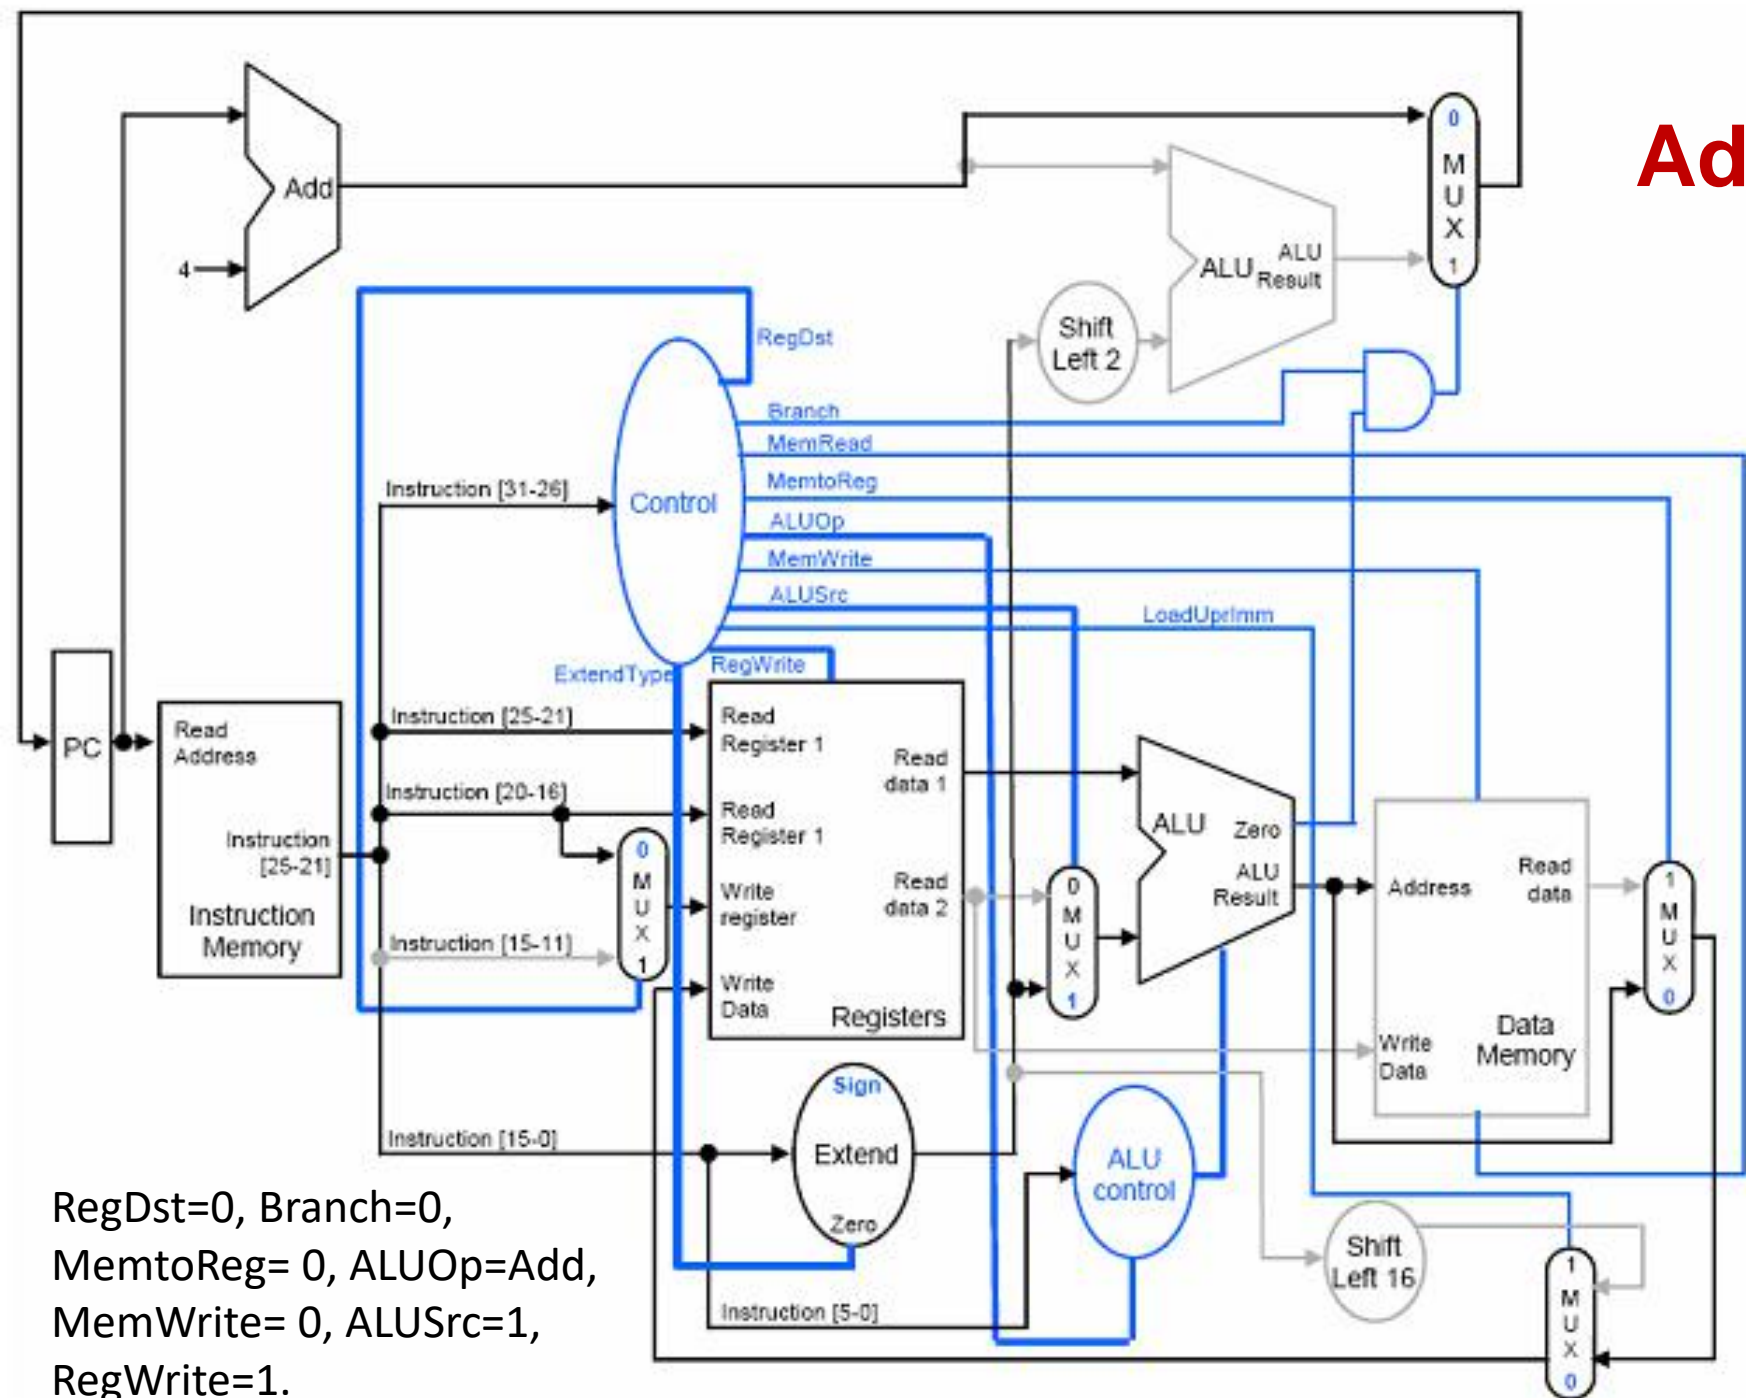 Ad
0
M
U
X
1
Add
4
ALU
ALU
Result
Shift
Left 2
RegDst
Branch
MemRead
MemtoReg
ALUOp
MemWrite
ALUSrc
LoadUprImm
RegWrite
ExtendType
Control
Instruction [31-26]
Instruction [25-21]
Instruction [20-16]
Instruction [15-11]
Instruction [15-0]
Instruction [5-0]
PC
Read
Address
Instruction
[25-21]
Instruction
Memory
0
M
U
X
1
Read
Register 1
Read
Register 1
Write
register
Write
Data
Read
data 1
Read
data 2
Registers
0
M
U
X
1
ALU
Zero
ALU
Result
Address
Read
data
Write
Data
Data
Memory
1
M
U
X
0
Sign
Extend
Zero
ALU
control
Shift
Left 16
1
M
U
X
0
RegDst=0, Branch=0,
MemtoReg= 0, ALUOp=Add,
MemWrite= 0, ALUSrc=1,
RegWrite=1.